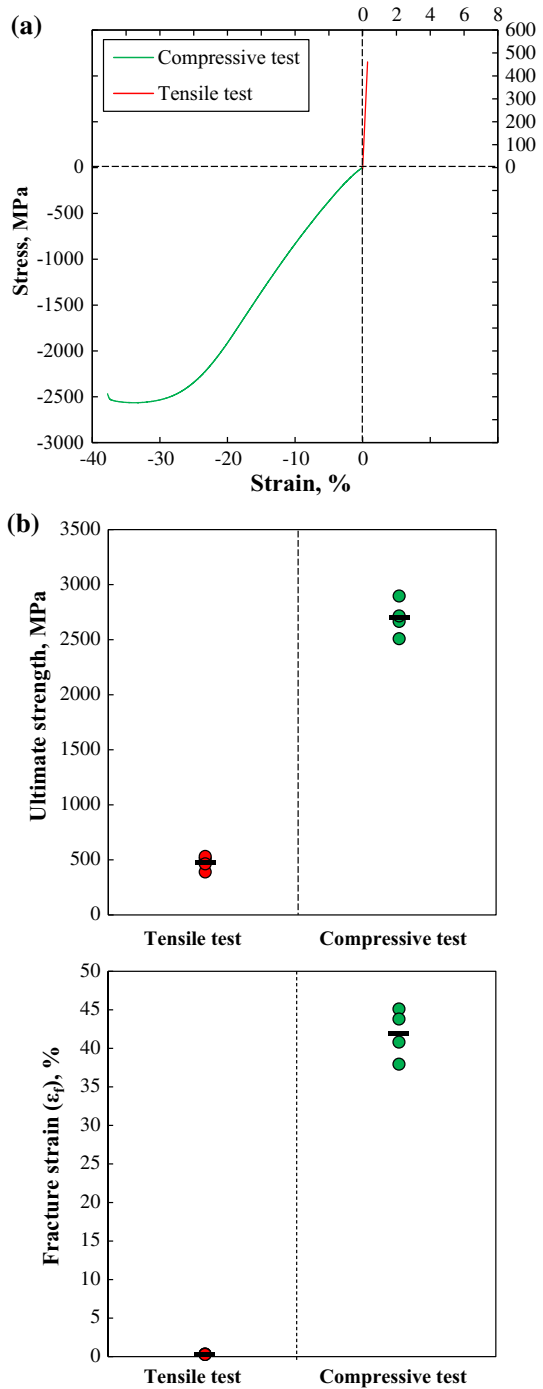 (a)
0 2 4 6 8
Compressive test
Tensile test
600
500
400
300
200
100
0
0
-500
-1000
-1500
-2000
-2500
-3000
Stress, MPa
-40 -30 -20 -10 0
Strain, %
(b)
3500
3000
2500
2000
1500
1000
500
0
Ultimate strength, MPa
Tensile test Compressive test
50
45
40
35
30
25
20
15
10
5
0
Fracture strain (εf), %
Tensile test Compressive test